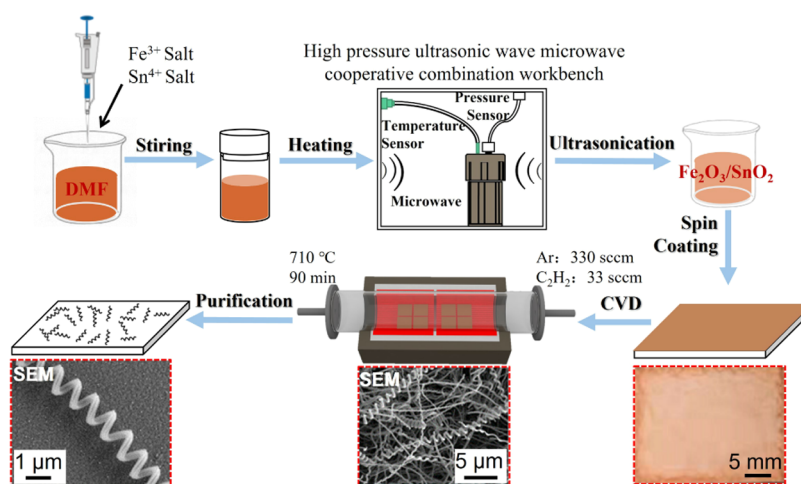 Fe³⁺ Salt
Sn⁴⁺ Salt
High pressure ultrasonic wave microwave
cooperative combination workbench
DMF
Stiring
Heating
Pressure
Sensor
Temperature
Sensor
Microwave
Ultrasonication
Fe₂O₃/SnO₂
Spin
Coating
710 ℃
90 min
Ar: 330 sccm
C₂H₂: 33 sccm
Purification
CVD
SEM
1 μm
SEM
5 μm
5 mm